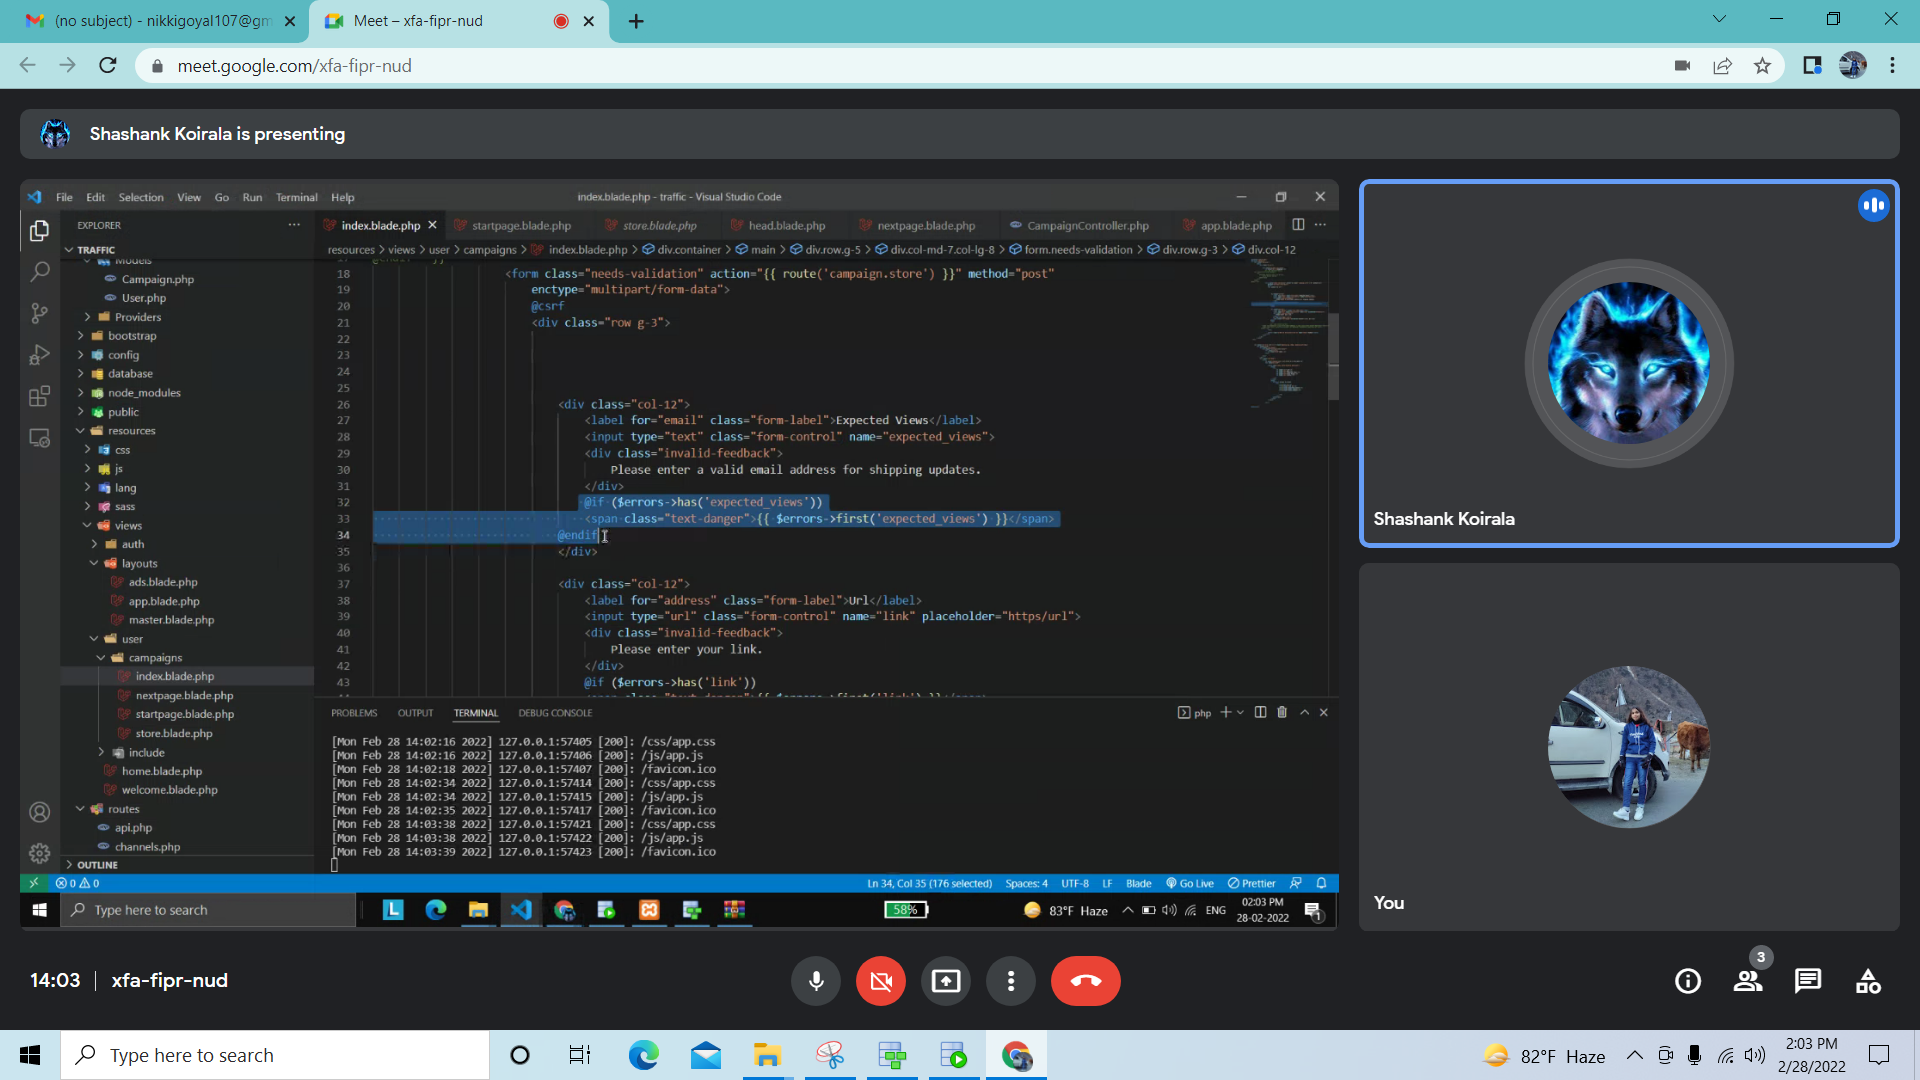 (no subject) - nikkigoyal107@gm
Meet – xfa-fipr-nud
meet.google.com/xfa-fipr-nud
Shashank Koirala is presenting
File Edit Selection View Go Run Terminal Help
index.blade.php - traffic - Visual Studio Code
EXPLORER
index.blade.php
startpage.blade.php
store.blade.php
head.blade.php
nextpage.blade.php
CampaignController.php
app.blade.php
resources > views > user > campaigns > index.blade.php > div.container > main > div.row.g-5 > div.col-md-7.col-lg-8 > form.needs-validation > div.row.g-3 > div.col-12
TRAFFIC
Models
Campaign.php
User.php
Providers
bootstrap
config
database
node_modules
public
resources
css
js
lang
sass
views
auth
layouts
ads.blade.php
app.blade.php
master.blade.php
user
campaigns
index.blade.php
nextpage.blade.php
startpage.blade.php
store.blade.php
include
home.blade.php
welcome.blade.php
routes
api.php
channels.php
OUTLINE
18 <form class="needs-validation" action="{{ route('campaign.store') }}" method="post"
19 enctype="multipart/form-data">
20 @csrf
21 <div class="row g-3">
22
23
24
25
26 <div class="col-12">
27 <label for="email" class="form-label">Expected Views</label>
28 <input type="text" class="form-control" name="expected_views">
29 <div class="invalid-feedback">
30 Please enter a valid email address for shipping updates.
31 </div>
32 @if ($errors->has('expected_views'))
33 <span class="text-danger">{{ $errors->first('expected_views') }}</span>
34 @endif
35 </div>
36
37 <div class="col-12">
38 <label for="address" class="form-label">Url</label>
39 <input type="url" class="form-control" name="link" placeholder="https/url">
40 <div class="invalid-feedback">
41 Please enter your link.
42 </div>
43 @if ($errors->has('link'))
PROBLEMS OUTPUT TERMINAL DEBUG CONSOLE
php
[Mon Feb 28 14:02:16 2022] 127.0.0.1:57405 [200]: /css/app.css
[Mon Feb 28 14:02:16 2022] 127.0.0.1:57406 [200]: /js/app.js
[Mon Feb 28 14:02:18 2022] 127.0.0.1:57407 [200]: /favicon.ico
[Mon Feb 28 14:02:34 2022] 127.0.0.1:57414 [200]: /css/app.css
[Mon Feb 28 14:02:34 2022] 127.0.0.1:57415 [200]: /js/app.js
[Mon Feb 28 14:02:35 2022] 127.0.0.1:57417 [200]: /favicon.ico
[Mon Feb 28 14:03:38 2022] 127.0.0.1:57421 [200]: /css/app.css
[Mon Feb 28 14:03:38 2022] 127.0.0.1:57422 [200]: /js/app.js
[Mon Feb 28 14:03:39 2022] 127.0.0.1:57423 [200]: /favicon.ico
0 0
Ln 34, Col 35 (176 selected) Spaces: 4 UTF-8 LF Blade Go Live Prettier
Type here to search
58%
83°F Haze
ENG
02:03 PM
28-02-2022
1
Shashank Koirala
You
14:03 | xfa-fipr-nud
3
Type here to search
82°F Haze
2:03 PM
2/28/2022